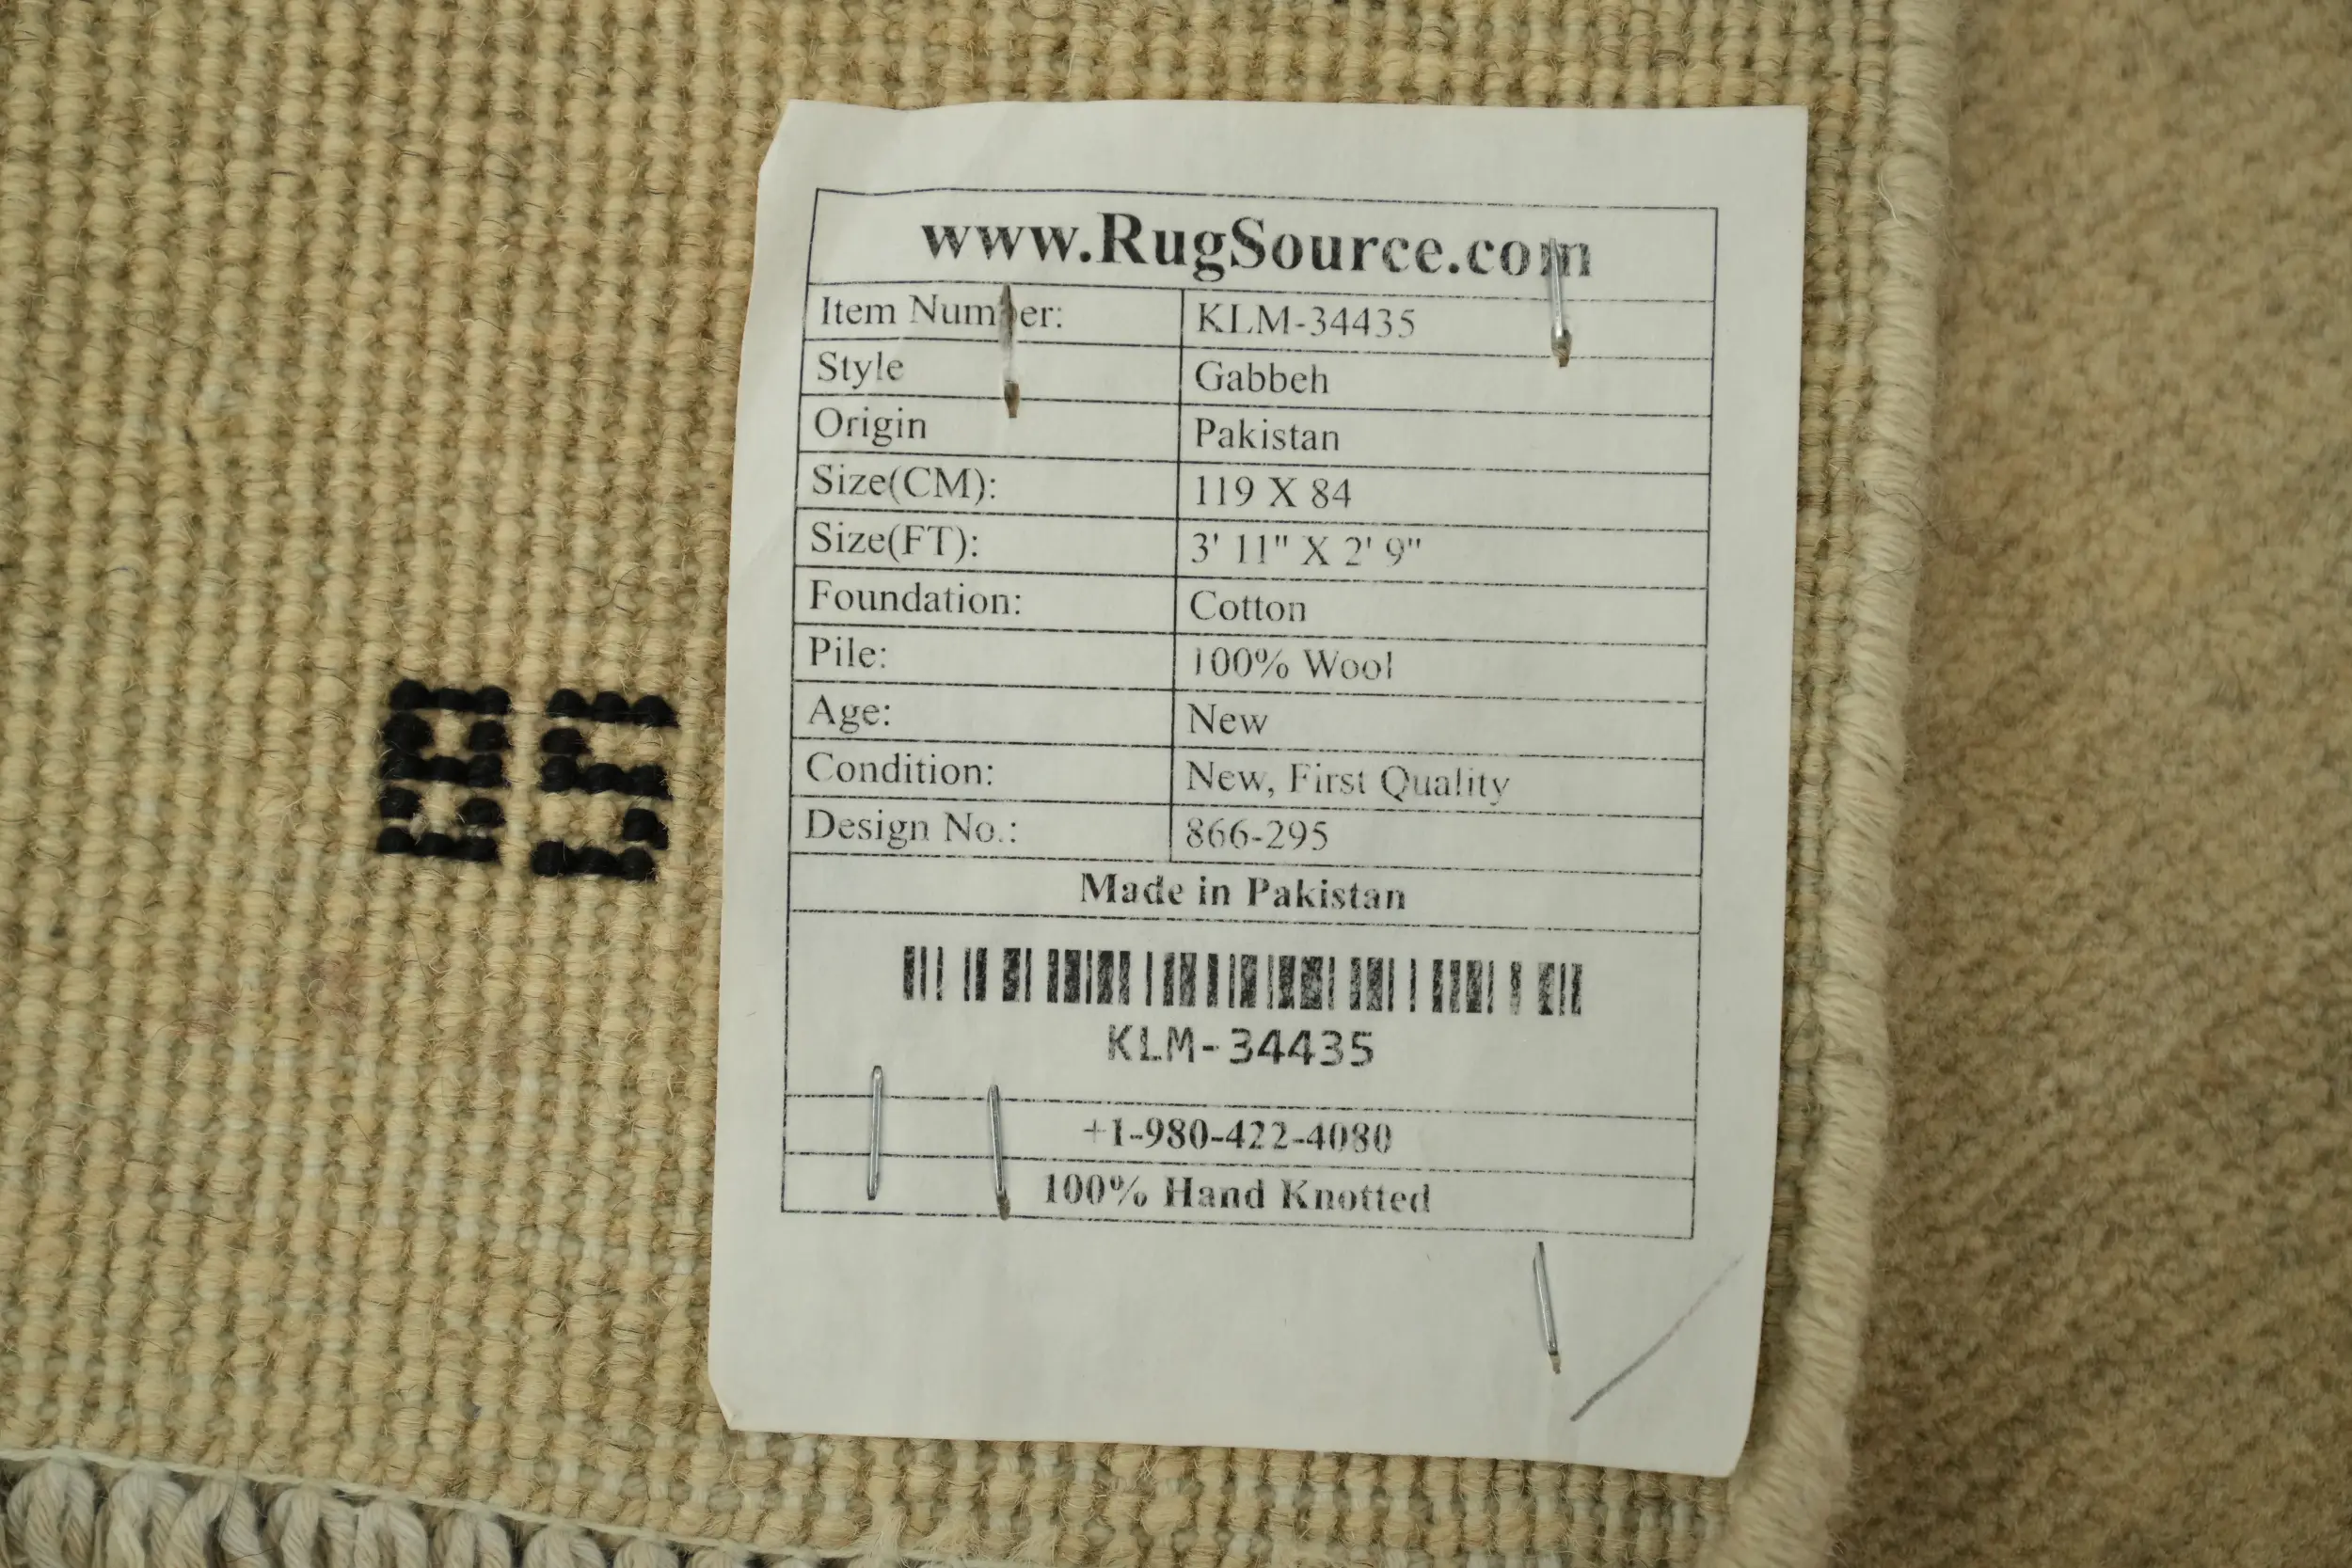 www.RugSource.com
Item Number: KLM-34435
Style Gabbeh
Origin Pakistan
Size(CM): 119 X 84
Size(FT): 3' 11" X 2' 9"
Foundation: Cotton
Pile: 100% Wool
Age: New
Condition: New, First Quality
Design No.: 866-295
Made in Pakistan
KLM-34435
+1-980-422-4080
100% Hand Knotted
85